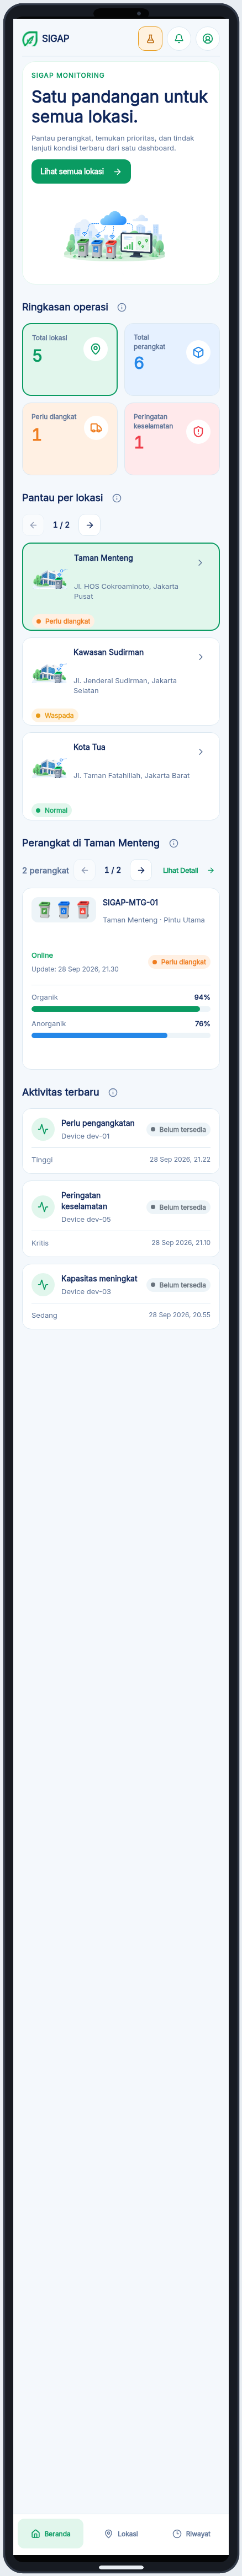 SIGAP
SIGAP MONITORING
Satu pandangan untuk
semua lokasi.
Pantau perangkat, temukan prioritas, dan tindak
lanjuti kondisi terbaru dari satu dashboard.
Lihat semua lokasi
Ringkasan operasi
Total lokasi
5
Total
perangkat
6
Perlu diangkat
1
Peringatan
keselamatan
1
Pantau per lokasi
1 / 2
Taman Menteng
Jl. HOS Cokroaminoto, Jakarta
Pusat
Perlu diangkat
Kawasan Sudirman
Jl. Jenderal Sudirman, Jakarta
Selatan
Waspada
Kota Tua
Jl. Taman Fatahillah, Jakarta Barat
Normal
Perangkat di Taman Menteng
2 perangkat
1 / 2
Lihat Detail
SIGAP-MTG-01
Taman Menteng · Pintu Utama
Online
Update: 28 Sep 2026, 21.30
Perlu diangkat
Organik 94%
Anorganik 76%
Aktivitas terbaru
Perlu pengangkatan
Device dev-01
Belum tersedia
Tinggi 28 Sep 2026, 21.22
Peringatan
keselamatan
Device dev-05
Belum tersedia
Kritis 28 Sep 2026, 21.10
Kapasitas meningkat
Device dev-03
Belum tersedia
Sedang 28 Sep 2026, 20.55
Beranda Lokasi Riwayat